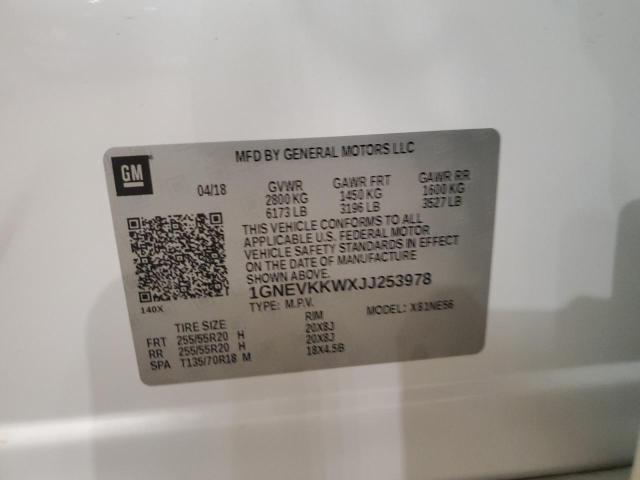 GM
MFD BY GENERAL MOTORS LLC
04/18
GVWR GAWR FRT GAWR RR
2800 KG 1450 KG 1600 KG
6173 LB 3196 LB 3527 LB
THIS VEHICLE CONFORMS TO ALL
APPLICABLE U.S. FEDERAL MOTOR
VEHICLE SAFETY STANDARDS IN EFFECT
ON THE DATE OF MANUFACTURE
SHOWN ABOVE.
1GNEVKKWXJJ253978
140X
TYPE: M.P.V. MODEL:
TIRE SIZE RIM
FRT 255/55R20 H 20X8J
RR 255/55R20 H 20X8J
SPA T135/70R18 M 18X4.5B